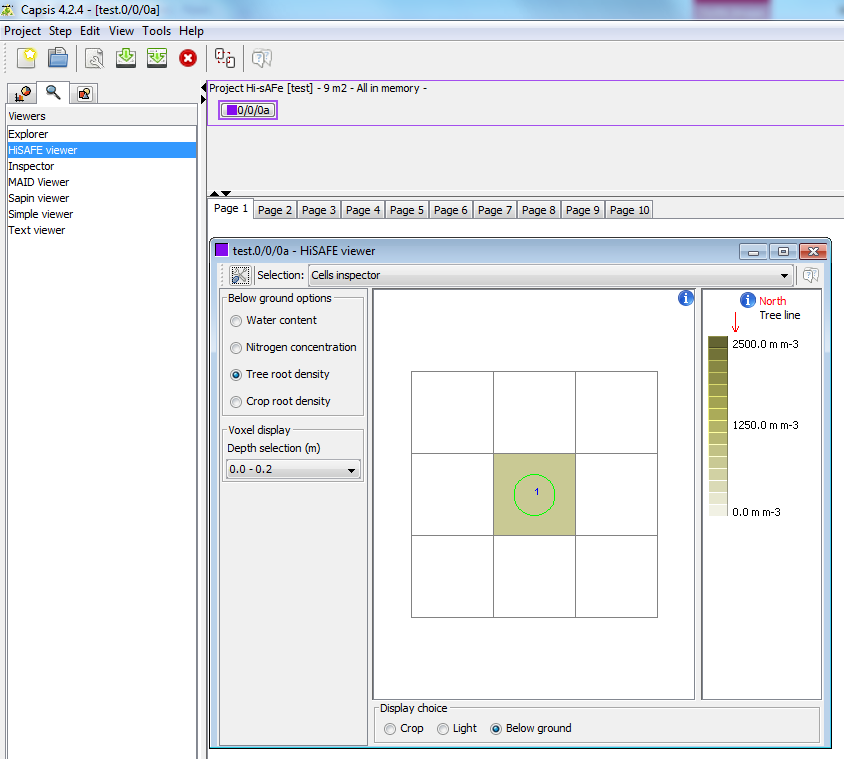 Capsis 4.2.4 - [test.0/0/0a]
Project Step Edit View Tools Help
Project Hi-sAFe [test] - 9 m2 - All in memory -
0/0/0a
Viewers
Explorer
HiSAFE viewer
Inspector
MAID Viewer
Sapin viewer
Simple viewer
Text viewer
Page 1 Page 2 Page 3 Page 4 Page 5 Page 6 Page 7 Page 8 Page 9 Page 10
test.0/0/0a - HiSAFE viewer
Selection: Cells inspector
Below ground options
Water content
Nitrogen concentration
Tree root density
Crop root density
Voxel display
Depth selection (m)
0.0 - 0.2
1
North
Tree line
2500.0 m m-3
1250.0 m m-3
0.0 m m-3
Display choice
Crop Light Below ground